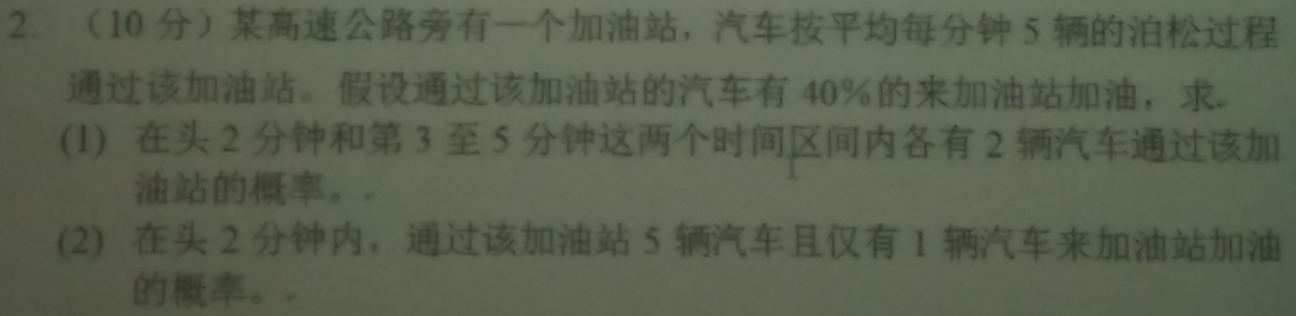 2. （10 分）某高速公路旁有一个加油站，汽车按平均每分钟 5 辆的泊松过程
通过该加油站。假设通过该加油站的汽车有 40%的来加油站加油，求
(1) 在头 2 分钟和第 3 至 5 分钟这两个时间区间内各有 2 辆汽车通过该加
油站的概率。
(2) 在头 2 分钟内，通过该加油站 5 辆汽车且仅有 1 辆汽车来加油站加油
的概率。